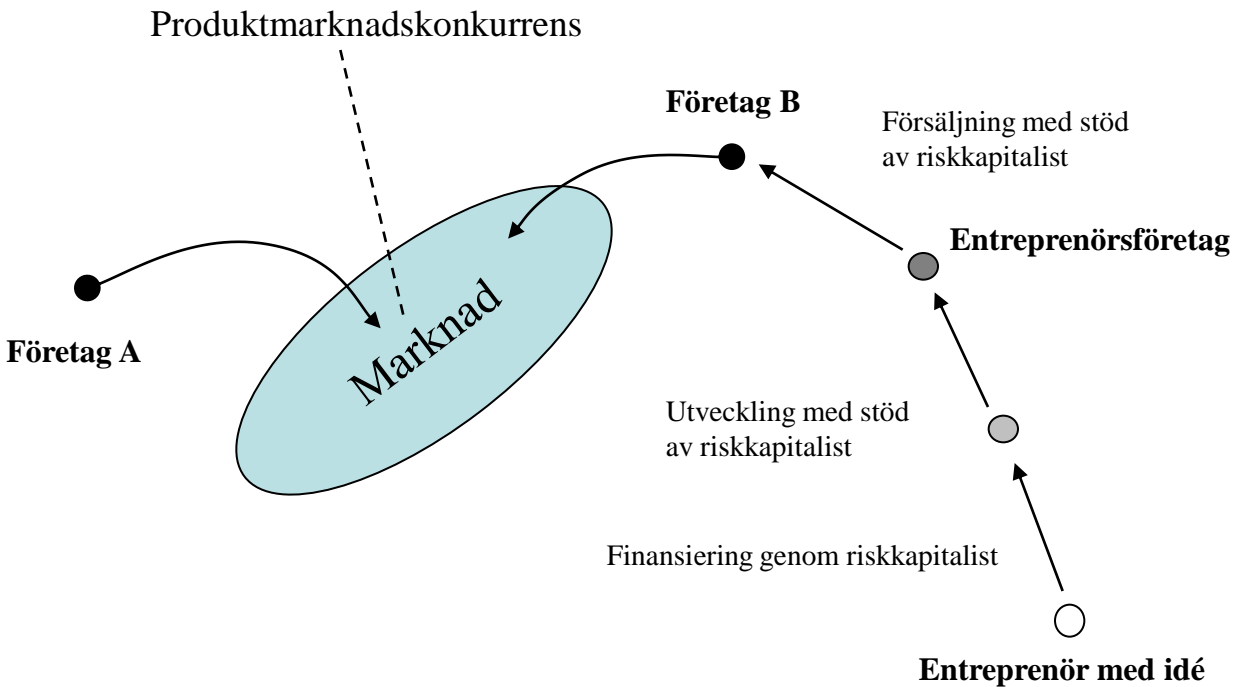 Produktmarknadskonkurrens
Företag B
Försäljning med stöd
av riskkapitalist
Entreprenörsföretag
Företag A
Marknad
Utveckling med stöd
av riskkapitalist
Finansiering genom riskkapitalist
Entreprenör med idé